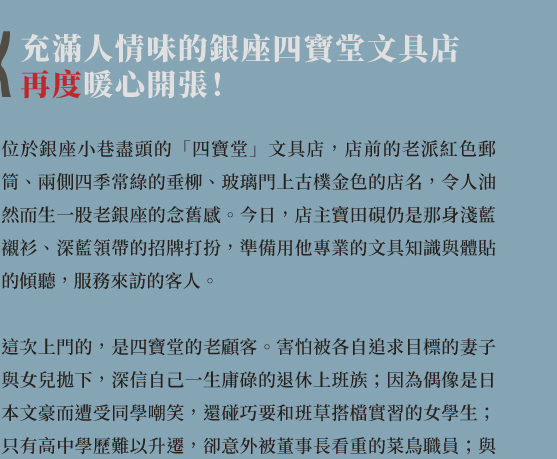 充滿人情味的銀座四寶堂文具店
再度暖心開張！
位於銀座小巷盡頭的「四寶堂」文具店，店前的老派紅色郵
筒、兩側四季常綠的垂柳、玻璃門上古樸金色的店名，令人油
然而生一股老銀座的念舊感。今日，店主寶田硯仍是那身淺藍
襯衫、深藍領帶的招牌打扮，準備用他專業的文具知識與體貼
的傾聽，服務來訪的客人。
這次上門的，是四寶堂的老顧客。害怕被各自追求目標的妻子
與女兒拋下，深信自己一生庸碌的退休上班族；因為偶像是日
本文豪而遭受同學嘲笑，還碰巧要和班草搭檔實習的女學生；
只有高中學歷難以升遷，卻意外被董事長看重的菜鳥職員；與